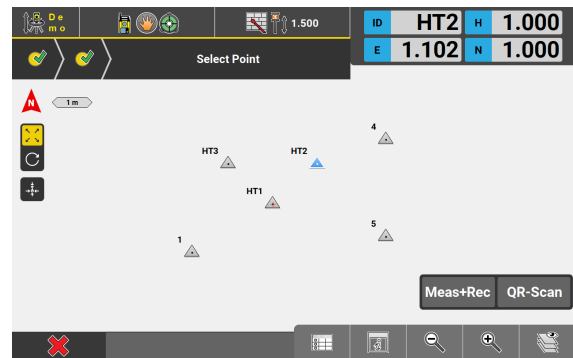 De
mo
1.500
ID HT2 H 1.000
E 1.102 N 1.000
Select Point
N
1 m
4
HT3
HT2
HT1
5
1
Meas+Rec
QR-Scan